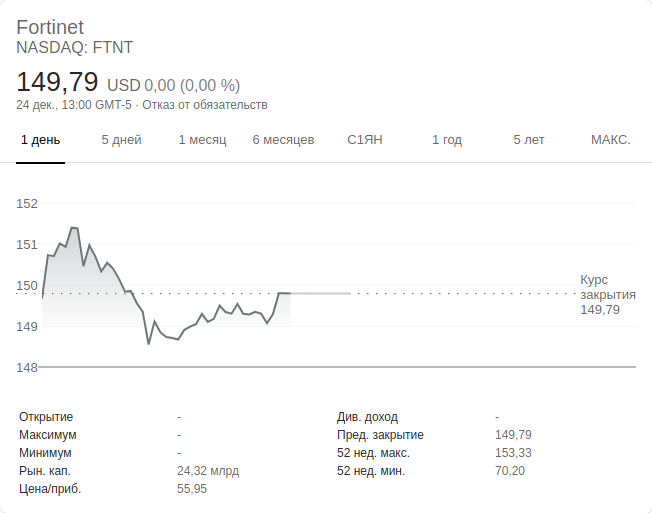 Fortinet
NASDAQ: FTNT
149,79 USD 0,00 (0,00 %)
24 дек., 13:00 GMT-5 · Отказ от обязательств
1 день 5 дней 1 месяц 6 месяцев С1ЯН 1 год 5 лет МАКС.
152
151
150
149
148
Курс
закрытия
149,79
Открытие - Див. доход -
Максимум - Пред. закрытие 149,79
Минимум - 52 нед. макс. 153,33
Рын. кап. 24,32 млрд 52 нед. мин. 70,20
Цена/приб. 55,95